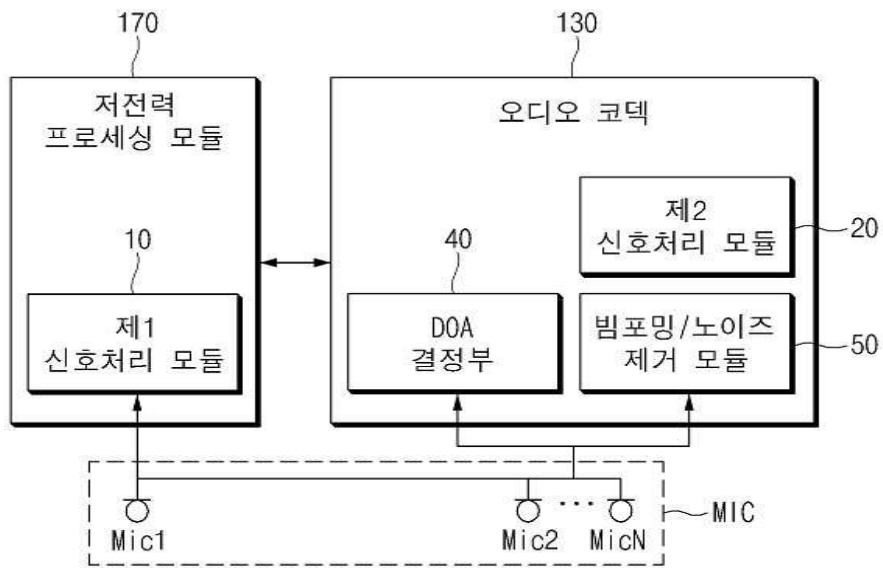 170
130
저전력
프로세싱 모듈
오디오 코덱
제2
신호처리 모듈
20
10
40
제1
신호처리 모듈
DOA
결정부
빔포밍/노이즈
제거 모듈
50
Mic1
Mic2
...
MicN
MIC